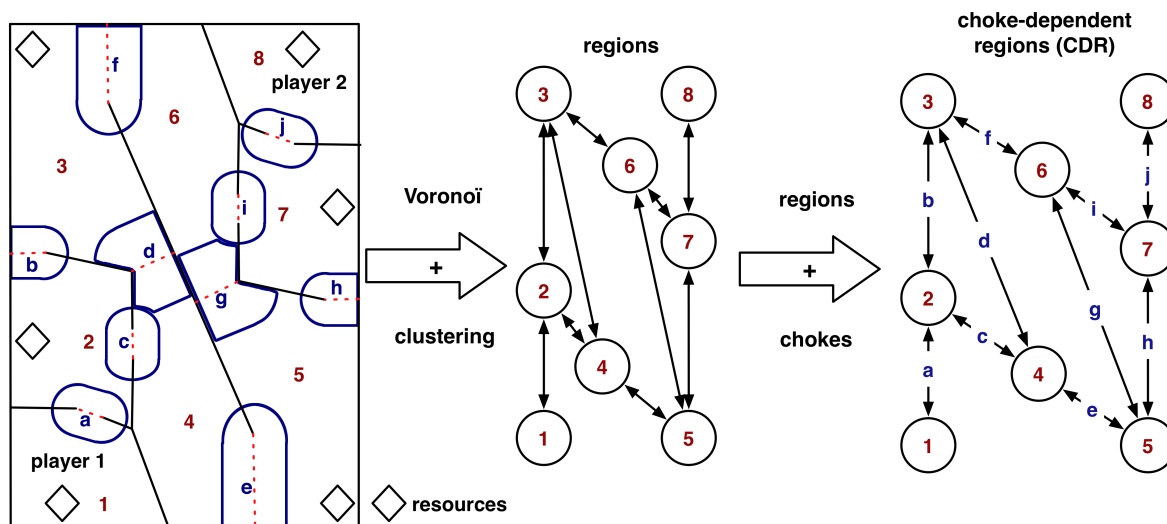 8
player 2
f
6
j
3
i
7
b
d
g
h
2
c
5
a
4
player 1
e
1
resources
Voronoï
+
clustering
regions
3
8
6
7
2
4
1
5
regions
+
chokes
choke-dependent
regions (CDR)
3
8
f
6
j
b
i
d
7
2
g
c
h
4
a
e
1
5